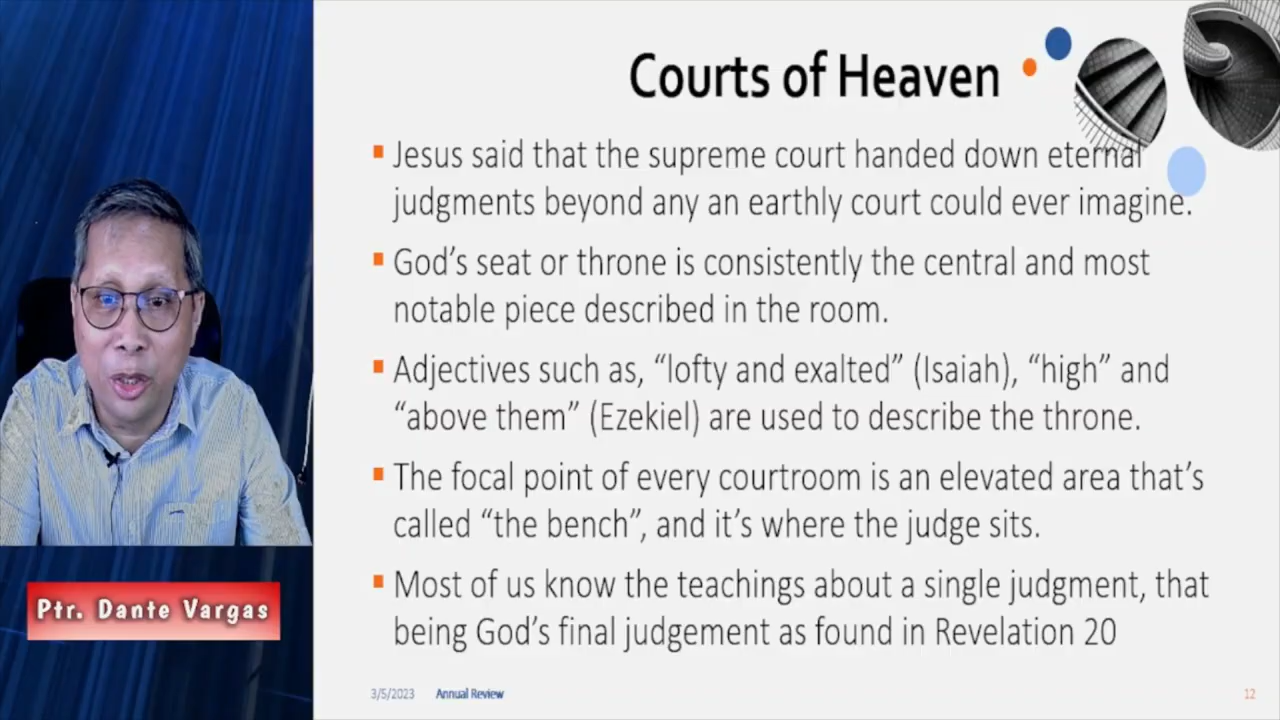 Courts of Heaven
Jesus said that the supreme court handed down eternal
judgments beyond any an earthly court could ever imagine.
God's seat or throne is consistently the central and most
notable piece described in the room.
Adjectives such as, “lofty and exalted” (Isaiah), “high” and
“above them” (Ezekiel) are used to describe the throne.
The focal point of every courtroom is an elevated area that's
called “the bench”, and it's where the judge sits.
Most of us know the teachings about a single judgment, that
being God's final judgement as found in Revelation 20
Ptr. Dante Vargas
3/5/2023 Annual Review 12